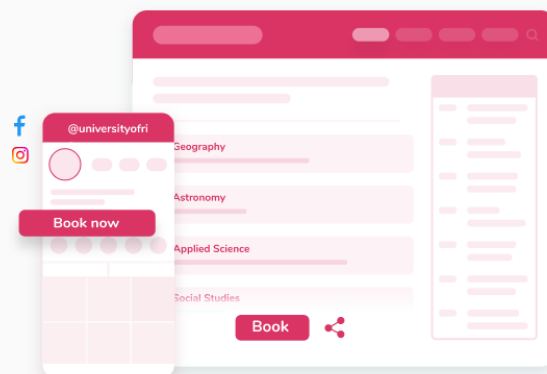 @universityofri
Book now
Geography
Astronomy
Applied Science
Social Studies
Book